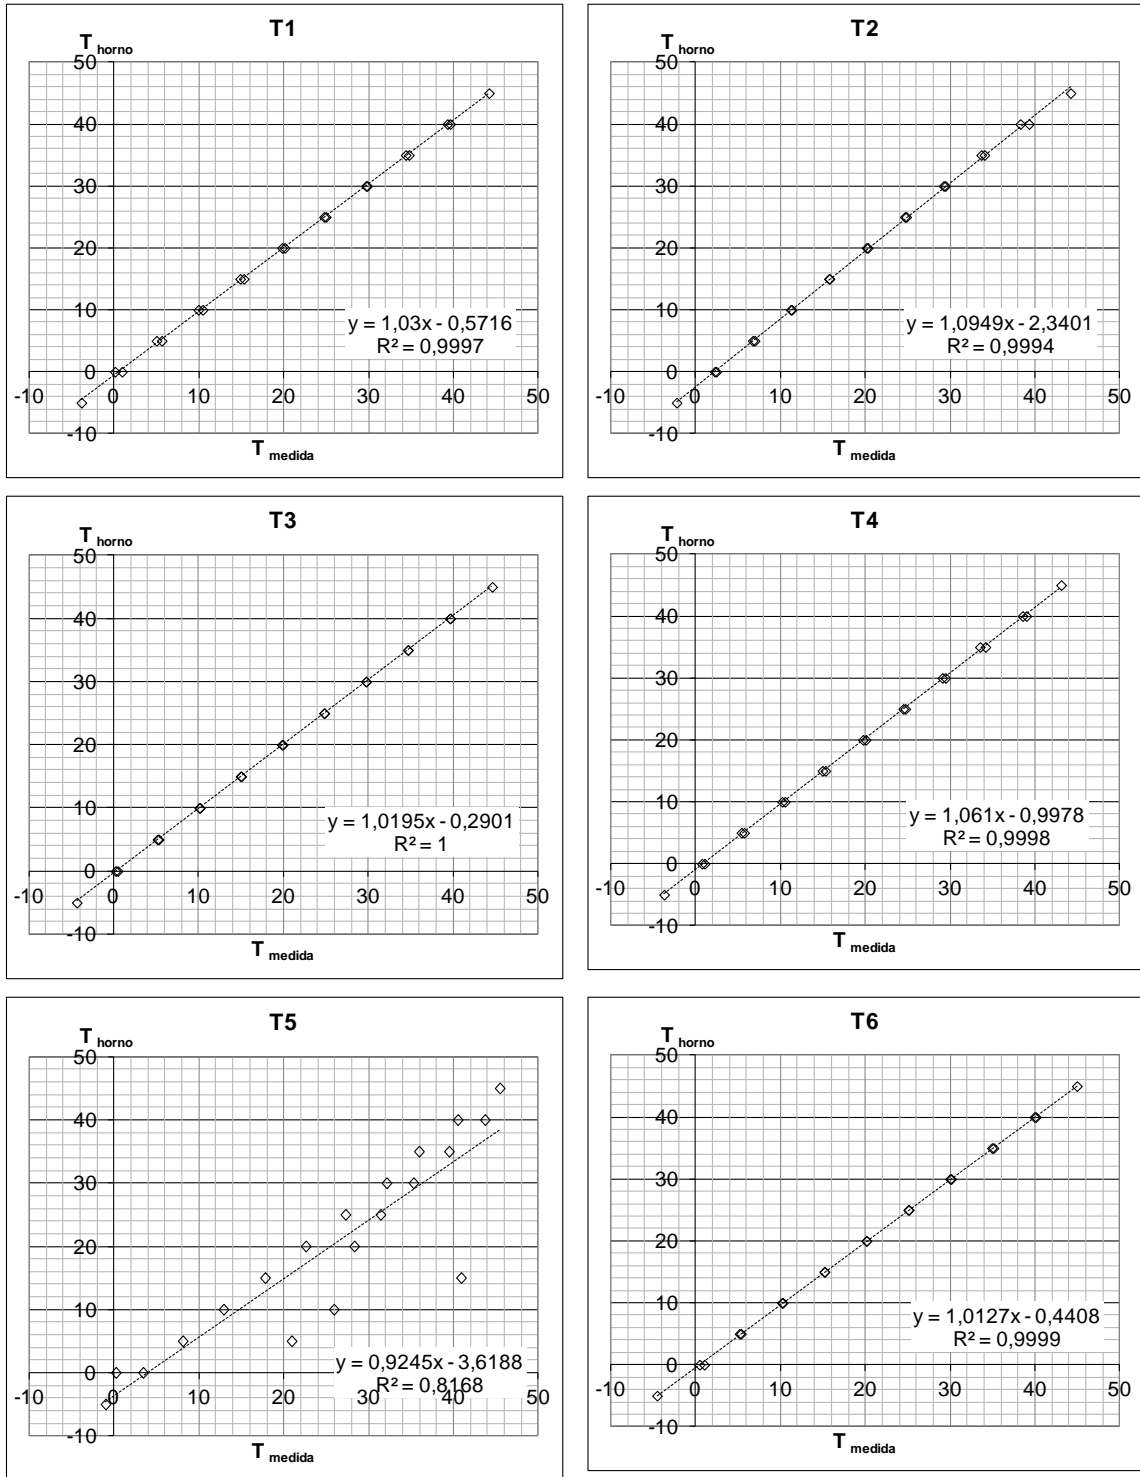 T1
T horno
50
40
30
20
10
0
-10
-10 0 10 20 30 40 50
y = 1,03x - 0,5716
R² = 0,9997
T medida
T2
T horno
50
40
30
20
10
0
-10
-10 0 10 20 30 40 50
y = 1,0949x - 2,3401
R² = 0,9994
T medida
T3
T horno
50
40
30
20
10
0
-10
-10 0 10 20 30 40 50
y = 1,0195x - 0,2901
R² = 1
T medida
T4
T horno
50
40
30
20
10
0
-10
-10 0 10 20 30 40 50
y = 1,061x - 0,9978
R² = 0,9998
T medida
T5
T horno
50
40
30
20
10
0
-10
-10 0 10 20 30 40 50
y = 0,9245x - 3,6188
R² = 0,8168
T medida
T6
T horno
50
40
30
20
10
0
-10
-10 0 10 20 30 40 50
y = 1,0127x - 0,4408
R² = 0,9999
T medida